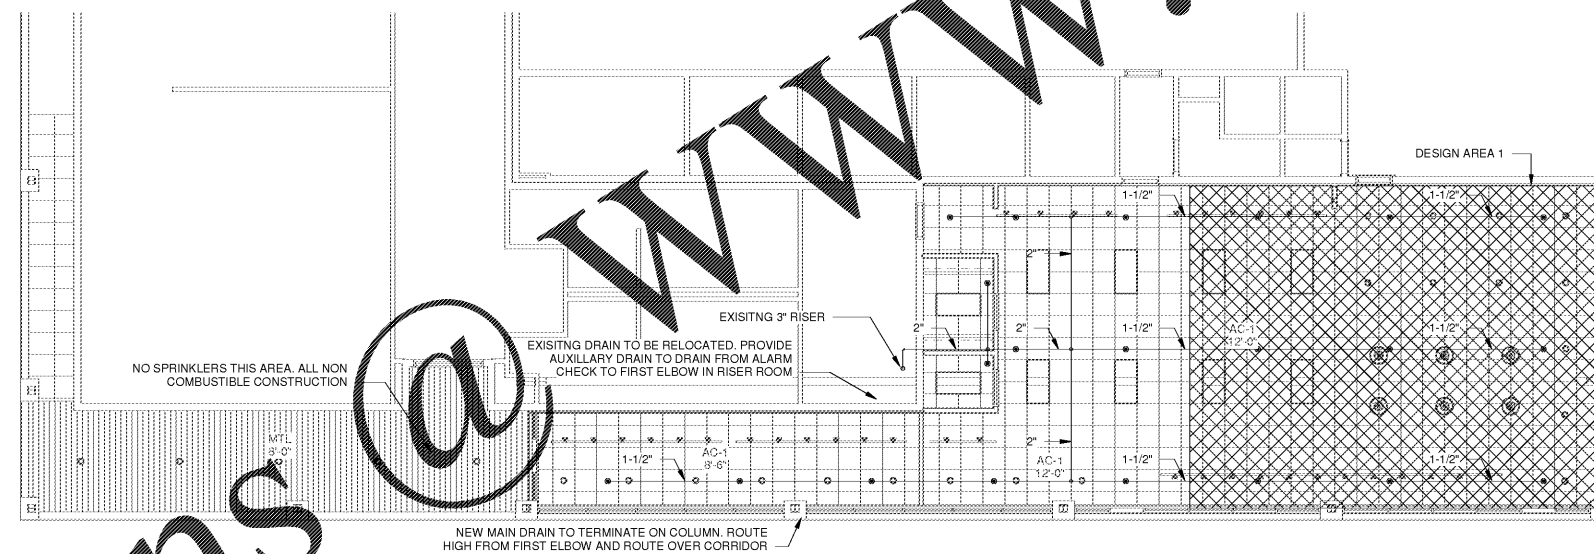 www.
DESIGN AREA 1
1-1/2"
1-1/2"
2"
EXISITNG 3" RISER
2"
2"
1-1/2"
AC-1
12'-0"
1-1/2"
EXISITNG DRAIN TO BE RELOCATED. PROVIDE
AUXILLARY DRAIN TO DRAIN FROM ALARM
CHECK TO FIRST ELBOW IN RISER ROOM
NO SPRINKLERS THIS AREA. ALL NON
COMBUSTIBLE CONSTRUCTION
@
MTL
8'-0"
1-1/2"
AC-1
8'-6"
2"
AC-1
12'-0"
1-1/2"
1-1/2"
ns
NEW MAIN DRAIN TO TERMINATE ON COLUMN. ROUTE
HIGH FROM FIRST ELBOW AND ROUTE OVER CORRIDOR